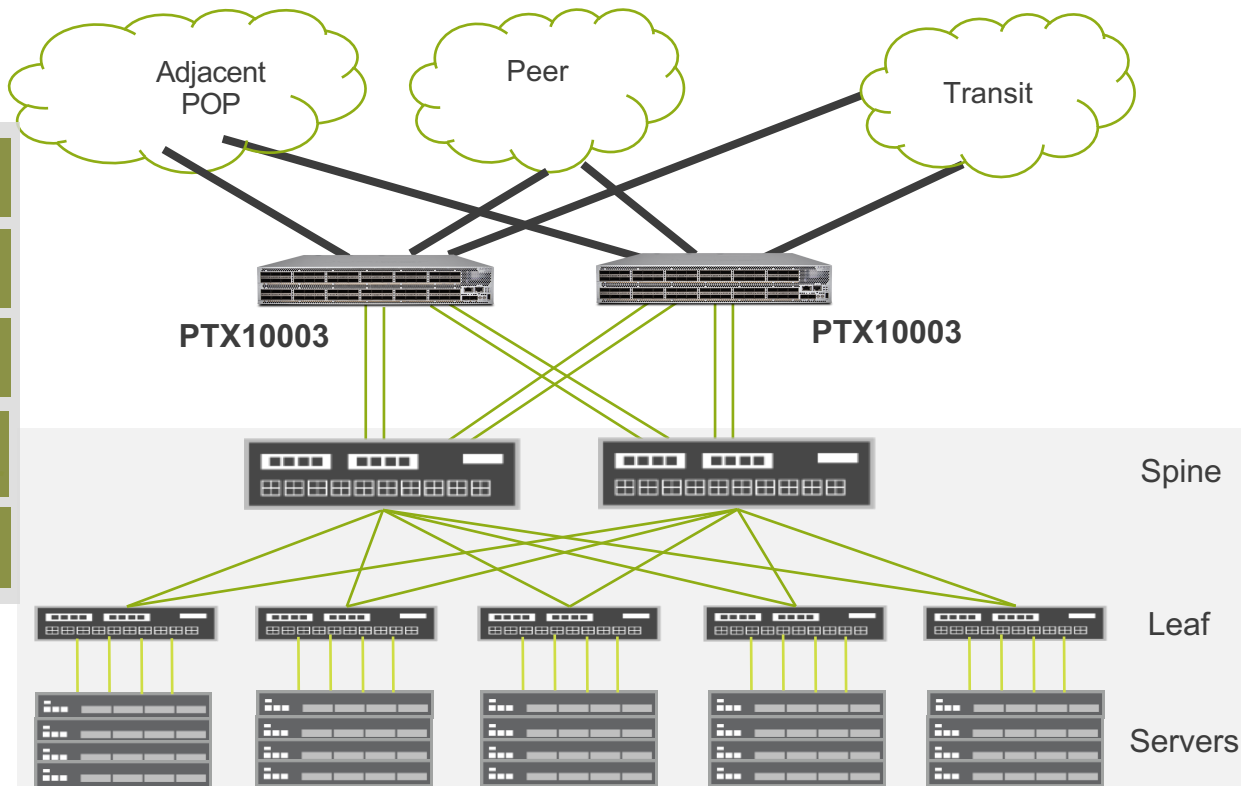 Adjacent
POP
Peer
Transit
PTX10003
PTX10003
Spine
Leaf
Servers